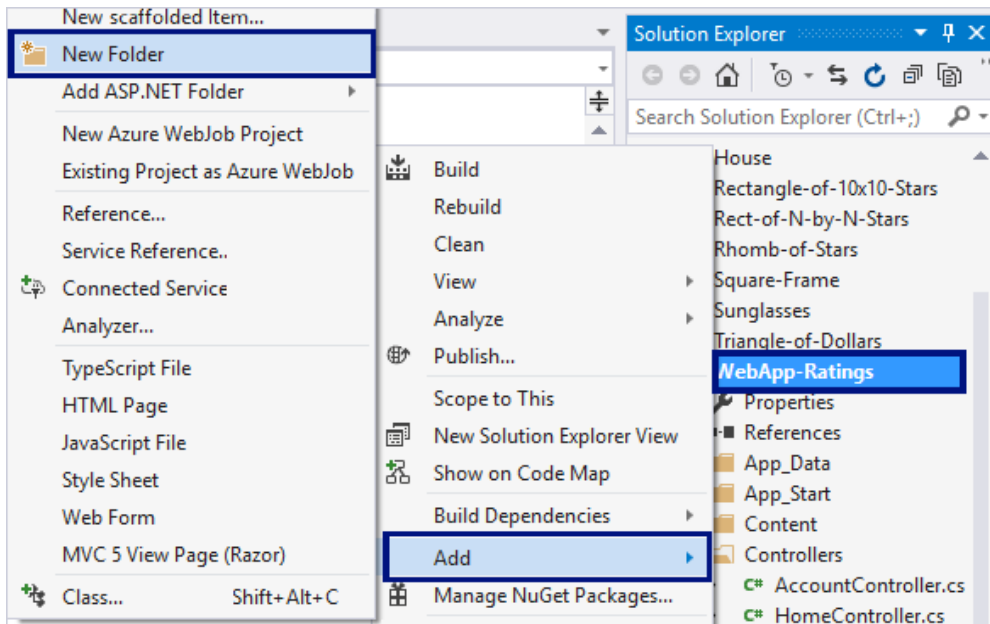 New scaffolded Item...
New Folder
Add ASP.NET Folder
New Azure WebJob Project
Existing Project as Azure WebJob
Reference...
Service Reference..
Connected Service
Analyzer...
TypeScript File
HTML Page
JavaScript File
Style Sheet
Web Form
MVC 5 View Page (Razor)
Class... Shift+Alt+C
Build
Rebuild
Clean
View
Analyze
Publish...
Scope to This
New Solution Explorer View
Show on Code Map
Build Dependencies
Add
Manage NuGet Packages...
Solution Explorer
Search Solution Explorer (Ctrl+;)
House
Rectangle-of-10x10-Stars
Rect-of-N-by-N-Stars
Rhomb-of-Stars
Square-Frame
Sunglasses
Triangle-of-Dollars
WebApp-Ratings
Properties
References
App_Data
App_Start
Content
Controllers
C# AccountController.cs
C# HomeController.cs